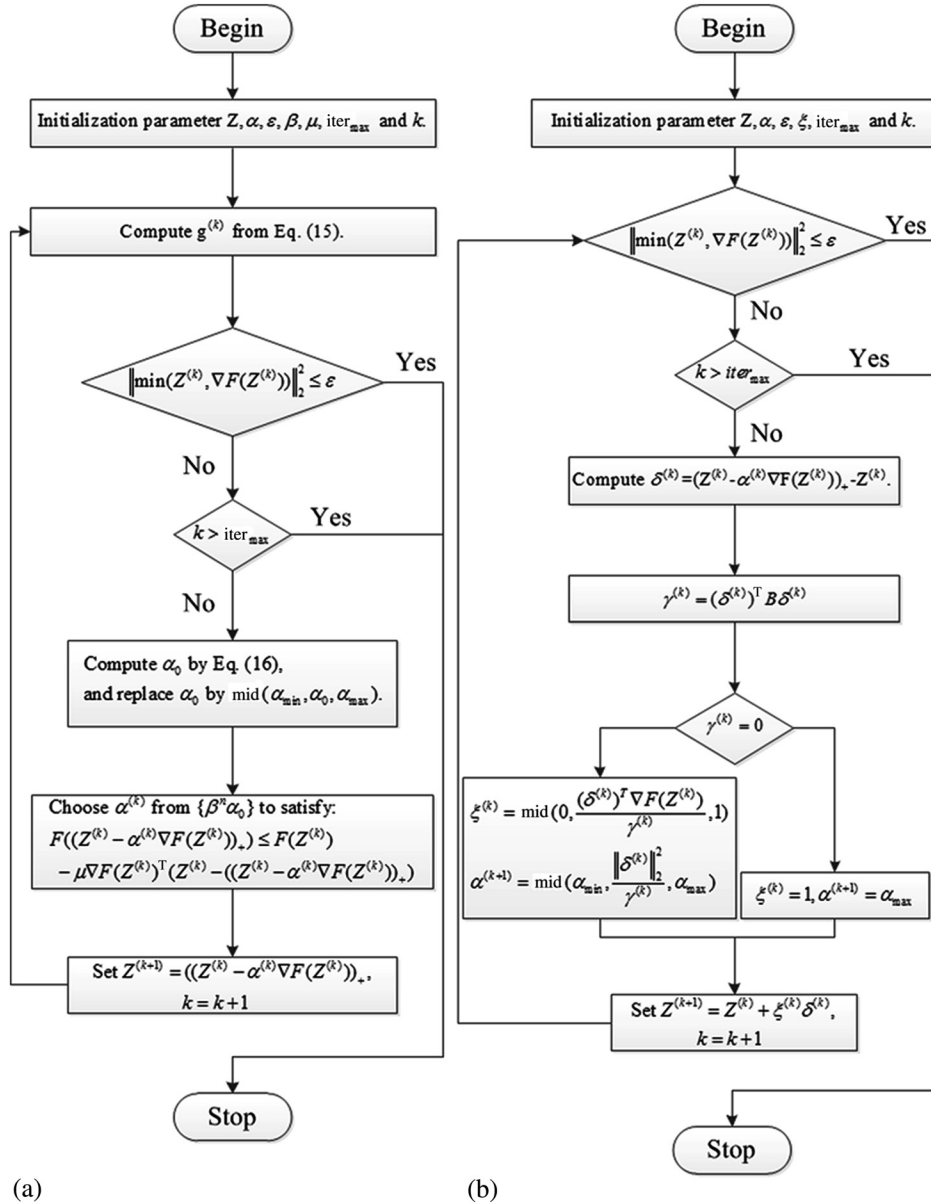 Begin
Initialization parameter Z, α, ε, β, μ, iter_max and k.
Compute g^(k) from Eq. (15).
‖min(Z^(k), ∇F(Z^(k)))‖₂² ≤ ε
Yes
No
k > iter_max
Yes
No
Compute α₀ by Eq. (16),
and replace α₀ by mid(α_min, α₀, α_max).
Choose α^(k) from {β^n α₀} to satisfy:
F((Z^(k) − α^(k)∇F(Z^(k)))₊) ≤ F(Z^(k))
− μ∇F(Z^(k))^T(Z^(k) − ((Z^(k) − α^(k)∇F(Z^(k)))₊)
Set Z^(k+1) = ((Z^(k) − α^(k)∇F(Z^(k)))₊,
k = k+1
Stop
(a)
Begin
Initialization parameter Z, α, ε, ξ, iter_max and k.
‖min(Z^(k), ∇F(Z^(k)))‖₂² ≤ ε
Yes
No
k > iter_max
Yes
No
Compute δ^(k)=(Z^(k)-α^(k)∇F(Z^(k)))₊-Z^(k).
γ^(k) = (δ^(k))^T Bδ^(k)
γ^(k) = 0
ξ^(k) = mid(0, (δ^(k))^T ∇F(Z^(k)) / γ^(k), 1)
α^(k+1) = mid(α_min, ‖δ^(k)‖₂² / γ^(k), α_max)
ξ^(k) = 1, α^(k+1) = α_max
Set Z^(k+1) = Z^(k) + ξ^(k)δ^(k),
k = k+1
Stop
(b)